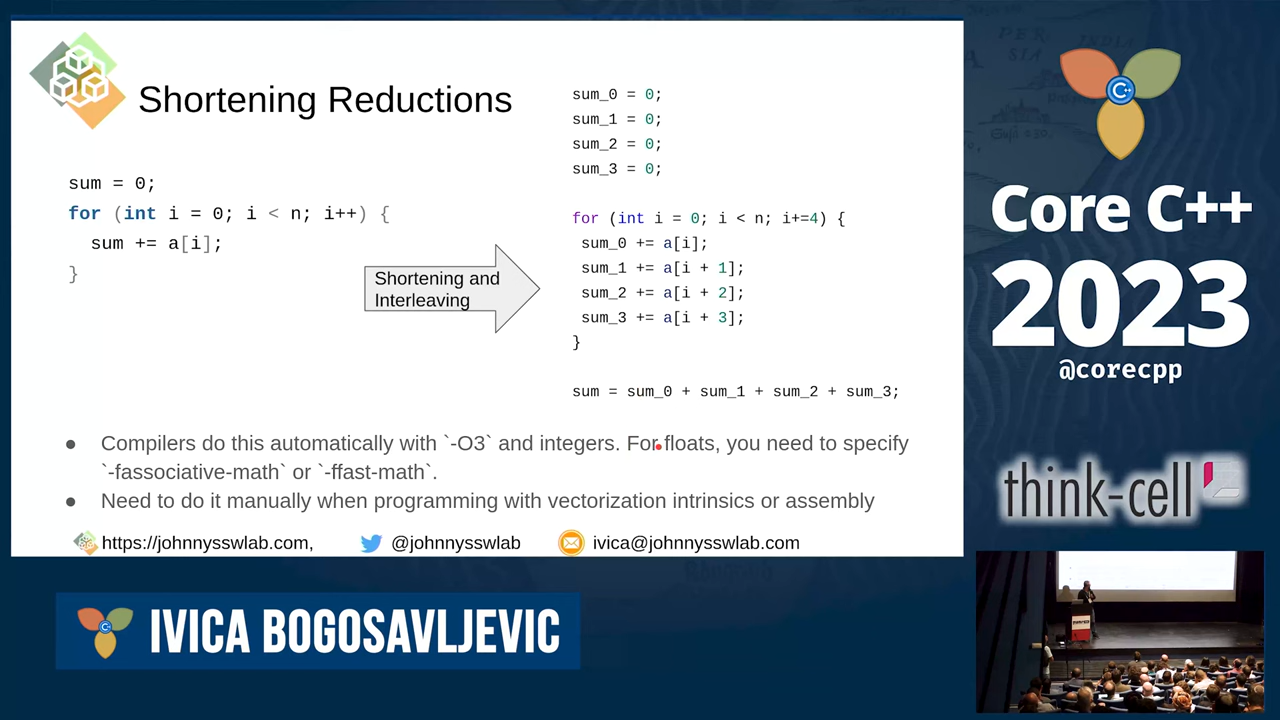 Shortening Reductions
sum = 0;
for (int i = 0; i < n; i++) {
sum += a[i];
}
Shortening and
Interleaving
sum_0 = 0;
sum_1 = 0;
sum_2 = 0;
sum_3 = 0;
for (int i = 0; i < n; i+=4) {
sum_0 += a[i];
sum_1 += a[i + 1];
sum_2 += a[i + 2];
sum_3 += a[i + 3];
}
sum = sum_0 + sum_1 + sum_2 + sum_3;
● Compilers do this automatically with `-O3` and integers. For floats, you need to specify
`-fassociative-math` or `-ffast-math`.
● Need to do it manually when programming with vectorization intrinsics or assembly
https://johnnysswlab.com, @johnnysswlab ivica@johnnysswlab.com
C++
Core C++
2023
@corecpp
think-cell
IVICA BOGOSAVLJEVIC